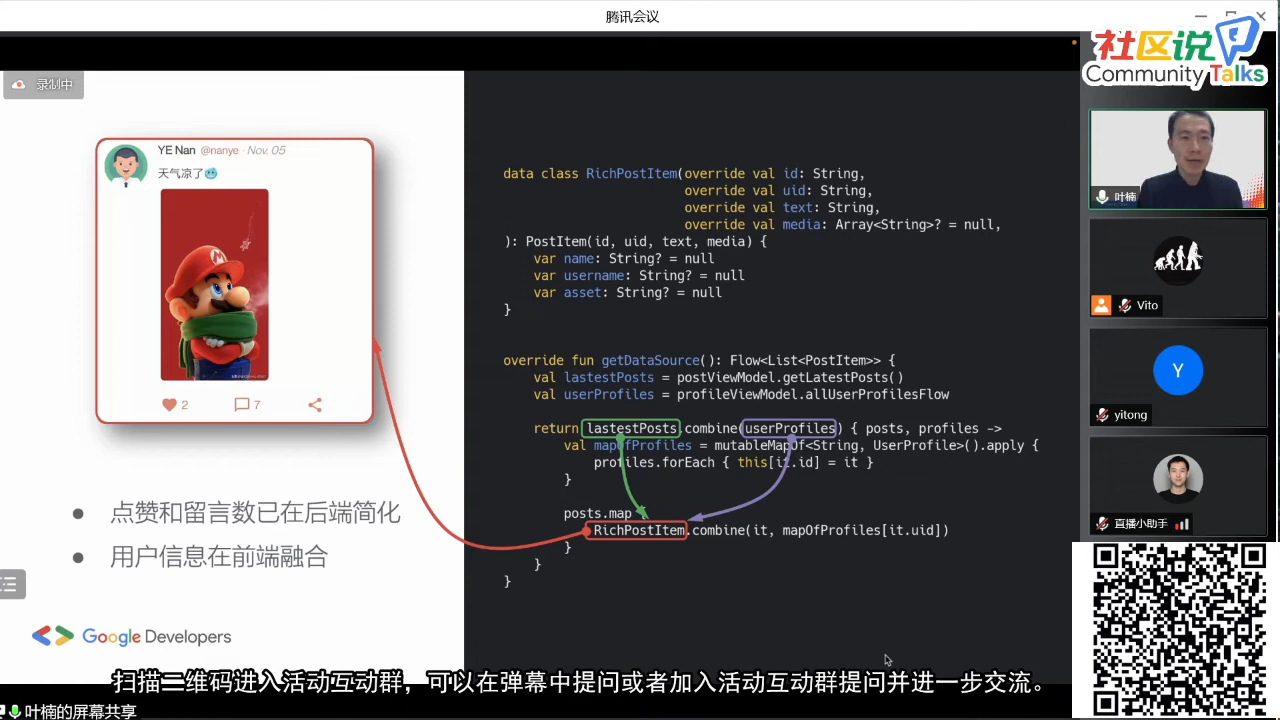 腾讯会议
社区说
Community Talks
录制中
YE Nan @nanye · Nov. 05
天气凉了
2
7
点赞和留言数已在后端简化
用户信息在前端融合
Google Developers
data class RichPostItem(override val id: String,
override val uid: String,
override val text: String,
override val media: Array<String>? = null,
): PostItem(id, uid, text, media) {
var name: String? = null
var username: String? = null
var asset: String? = null
}
override fun getDataSource(): Flow<List<PostItem>> {
val lastestPosts = postViewModel.getLatestPosts()
val userProfiles = profileViewModel.allUserProfilesFlow
return lastestPosts.combine(userProfiles) { posts, profiles ->
val mapOfProfiles = mutableMapOf<String, UserProfile>().apply {
profiles.forEach { this[it.id] = it }
}
posts.map {
RichPostItem.combine(it, mapOfProfiles[it.uid])
}
}
}
叶楠
Vito
Y
yitong
直播小助手
扫描二维码进入活动互动群，可以在弹幕中提问或者加入活动互动群提问并进一步交流。
叶楠的屏幕共享